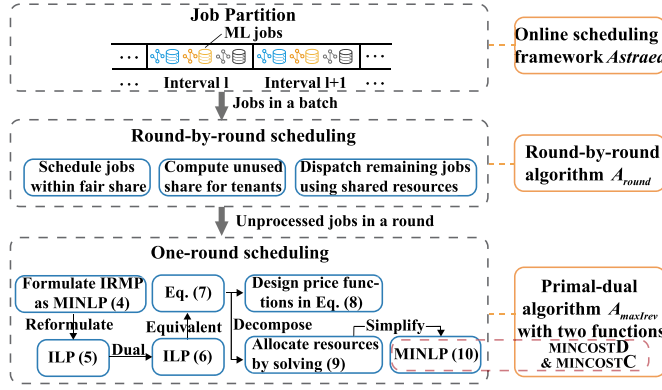 Job Partition
ML jobs
... ...
... Interval l Interval l+1 ...
Jobs in a batch
Online scheduling
framework Astraea
Round-by-round scheduling
Schedule jobs
within fair share
Compute unused
share for tenants
Dispatch remaining jobs
using shared resources
Round-by-round
algorithm A_round
Unprocessed jobs in a round
One-round scheduling
Formulate IRMP
as MINLP (4)
Eq. (7)
Design price func-
tions in Eq. (8)
Reformulate
Equivalent
Decompose
Simplify
ILP (5)
Dual
ILP (6)
Allocate resources
by solving (9)
MINLP (10)
Primal-dual
algorithm A_maxIrev
with two functions
MINCOSTD
& MINCOSTC